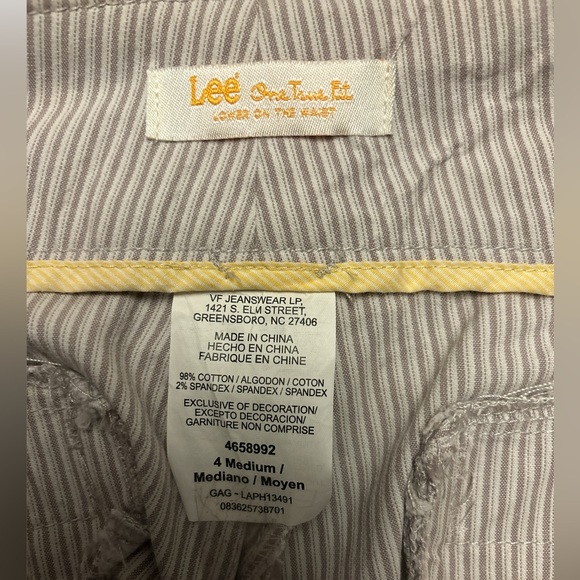 Lee One True Fit
LOWER ON THE WAIST
VF JEANSWEAR LP,
1421 S. ELM STREET,
GREENSBORO, NC 27406
MADE IN CHINA
HECHO EN CHINA
FABRIQUE EN CHINE
98% COTTON / ALGODON / COTON
2% SPANDEX / SPANDEX / SPANDEX
EXCLUSIVE OF DECORATION/
EXCEPTO DECORACION/
GARNITURE NON COMPRISE
4658992
4 Medium /
Mediano / Moyen
GAG - LAPH13491
083625738701